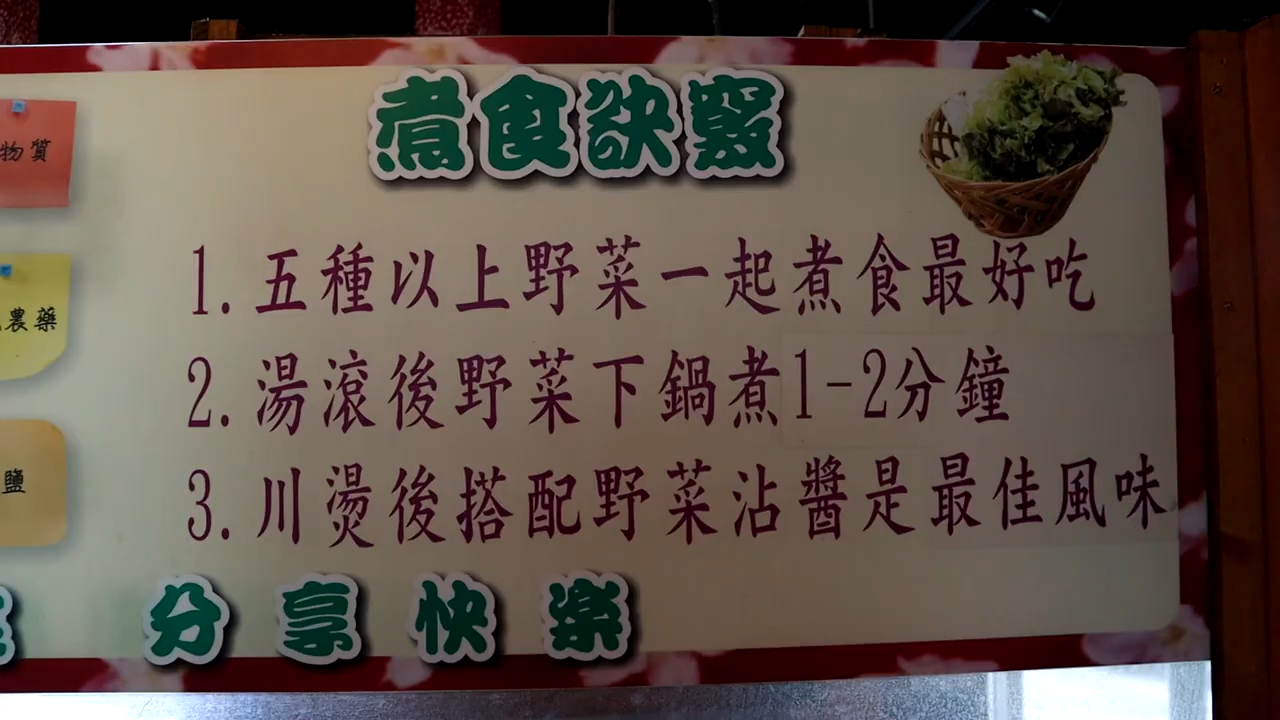 煮食訣竅
物質
1.五種以上野菜一起煮食最好吃
農藥
2.湯滾後野菜下鍋煮1-2分鐘
鹽
3.川燙後搭配野菜沾醬是最佳風味
分享快樂